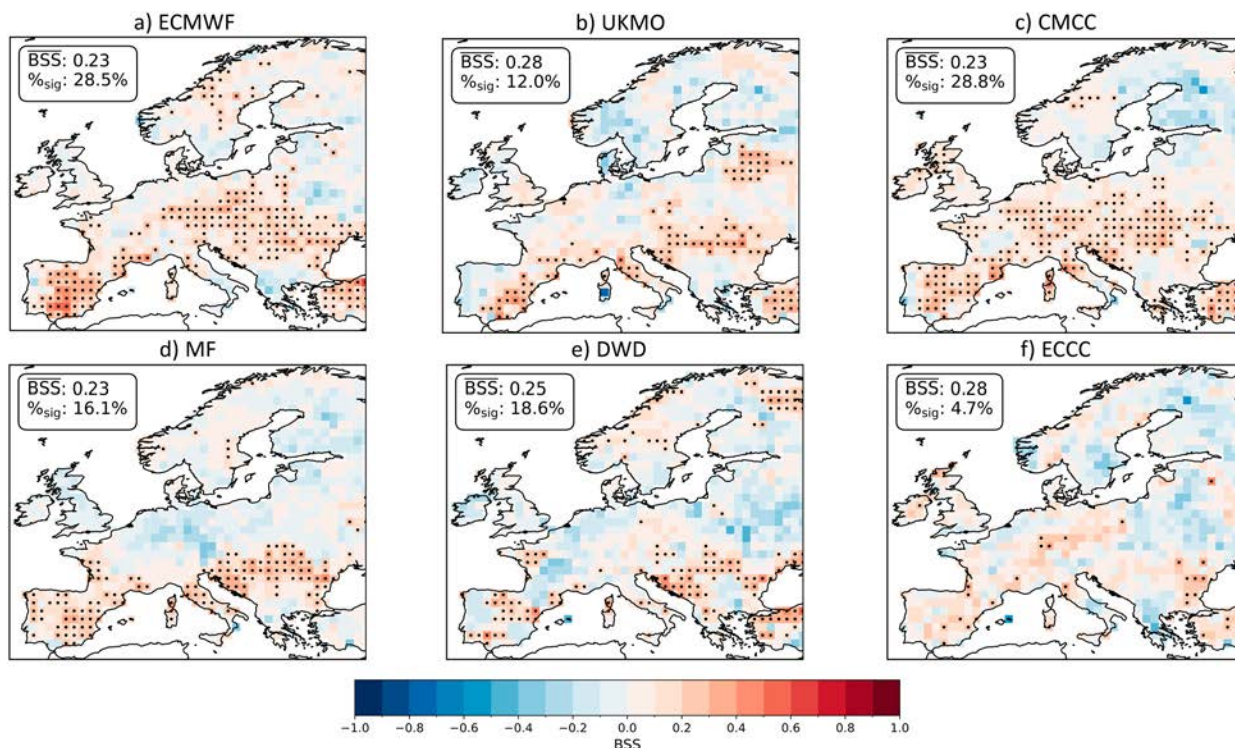 a) ECMWF
b) UKMO
c) CMCC
BSS: 0.23
%sig: 28.5%
BSS: 0.28
%sig: 12.0%
BSS: 0.23
%sig: 28.8%
d) MF
e) DWD
f) ECCC
BSS: 0.23
%sig: 16.1%
BSS: 0.25
%sig: 18.6%
BSS: 0.28
%sig: 4.7%
−1.0 −0.8 −0.6 −0.4 −0.2 0.0 0.2 0.4 0.6 0.8 1.0
BSS